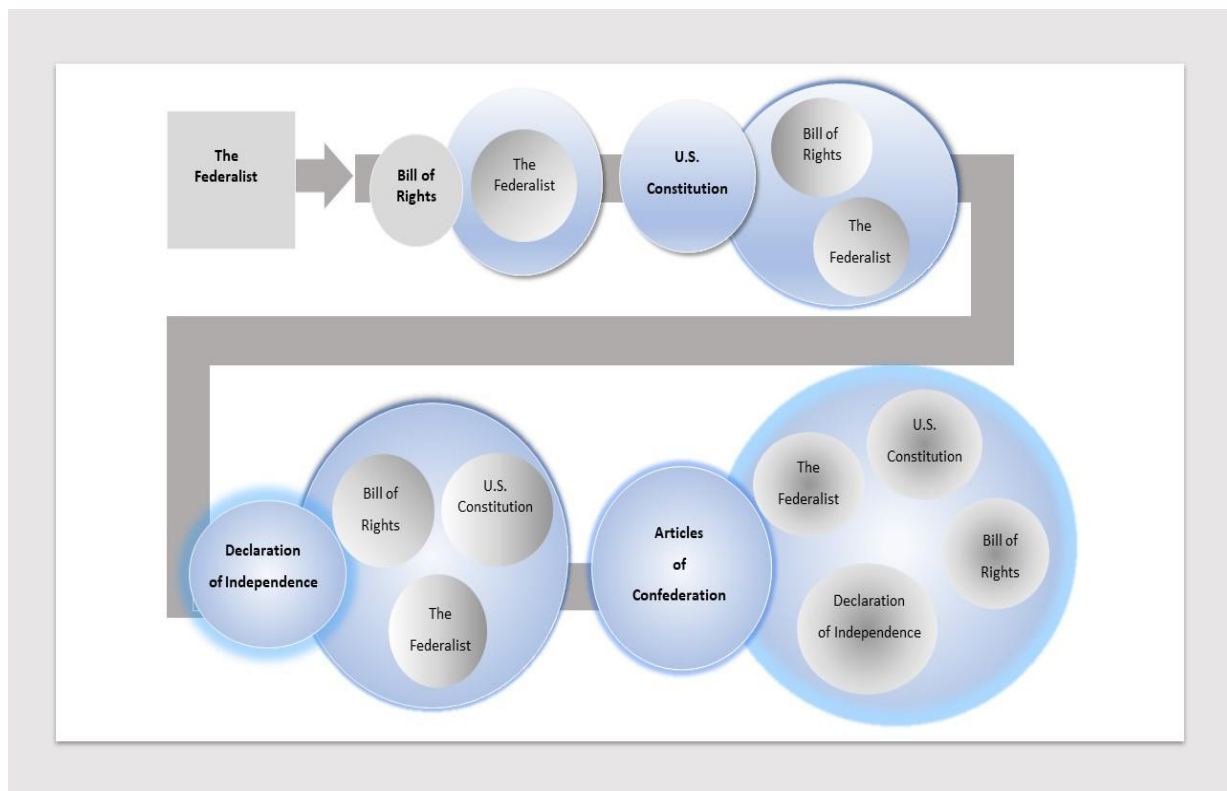 The
Federalist
Bill of
Rights
The
Federalist
U.S.
Constitution
Bill of
Rights
The
Federalist
Declaration
of Independence
Bill of
Rights
U.S.
Constitution
The
Federalist
Articles
of
Confederation
The
Federalist
U.S.
Constitution
Bill of
Rights
Declaration
of Independence